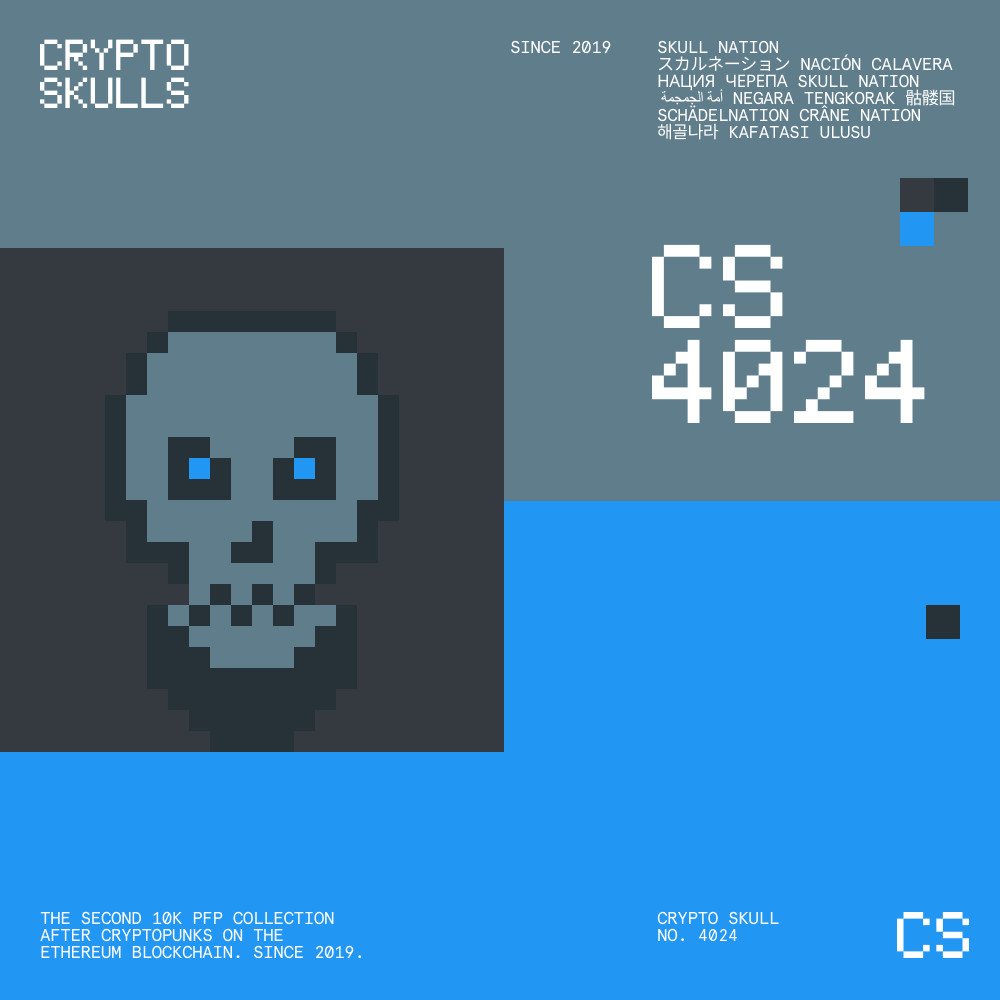 CRYPTO
SKULLS
SINCE 2019
SKULL NATION
スカルネーション NACIÓN CALAVERA
НАЦИЯ ЧЕРЕПА SKULL NATION
أمة الجمجمة NEGARA TENGKORAK 骷髅国
SCHÄDELNATION CRÂNE NATION
해골나라 KAFATASI ULUSU
CS
4024
THE SECOND 10K PFP COLLECTION
AFTER CRYPTOPUNKS ON THE
ETHEREUM BLOCKCHAIN. SINCE 2019.
CRYPTO SKULL
NO. 4024
CS